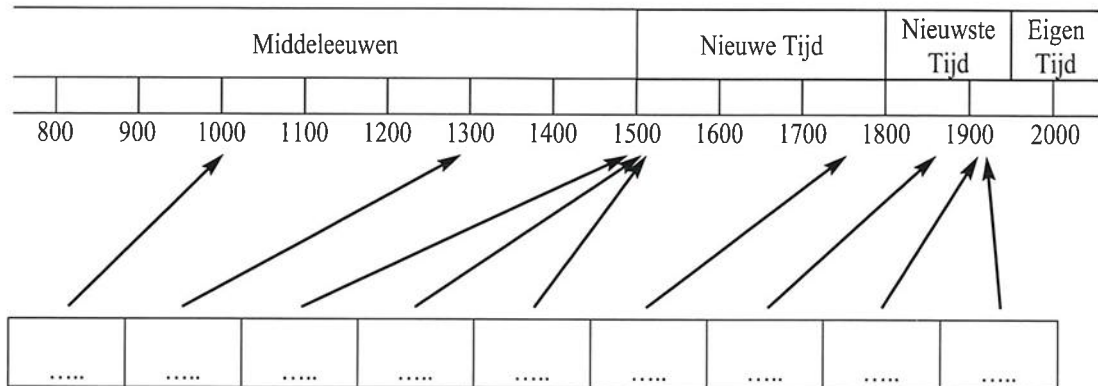 Middeleeuwen Nieuwe Tijd Nieuwste Tijd Eigen Tijd
800 900 1000 1100 1200 1300 1400 1500 1600 1700 1800 1900 2000
..... ..... ..... ..... ..... ..... ..... ..... .....